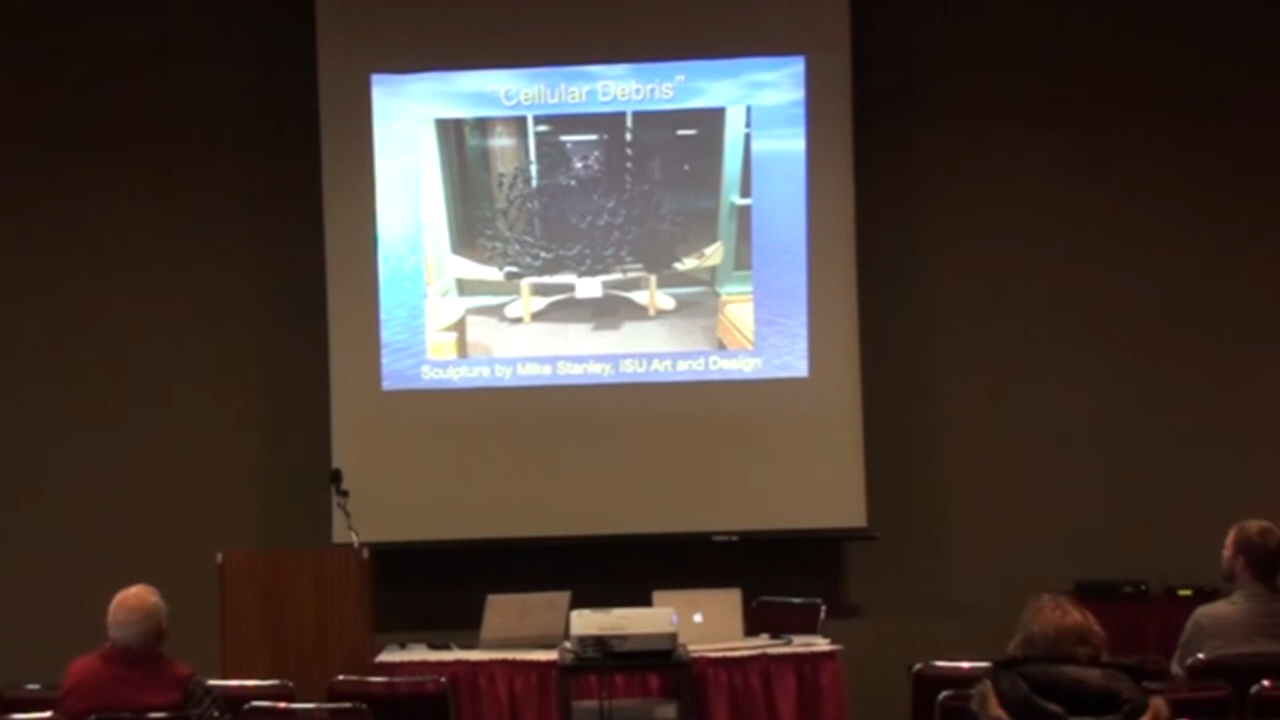 "Cellular Debris"
Sculpture by Mike Stanley, ISU Art and Design